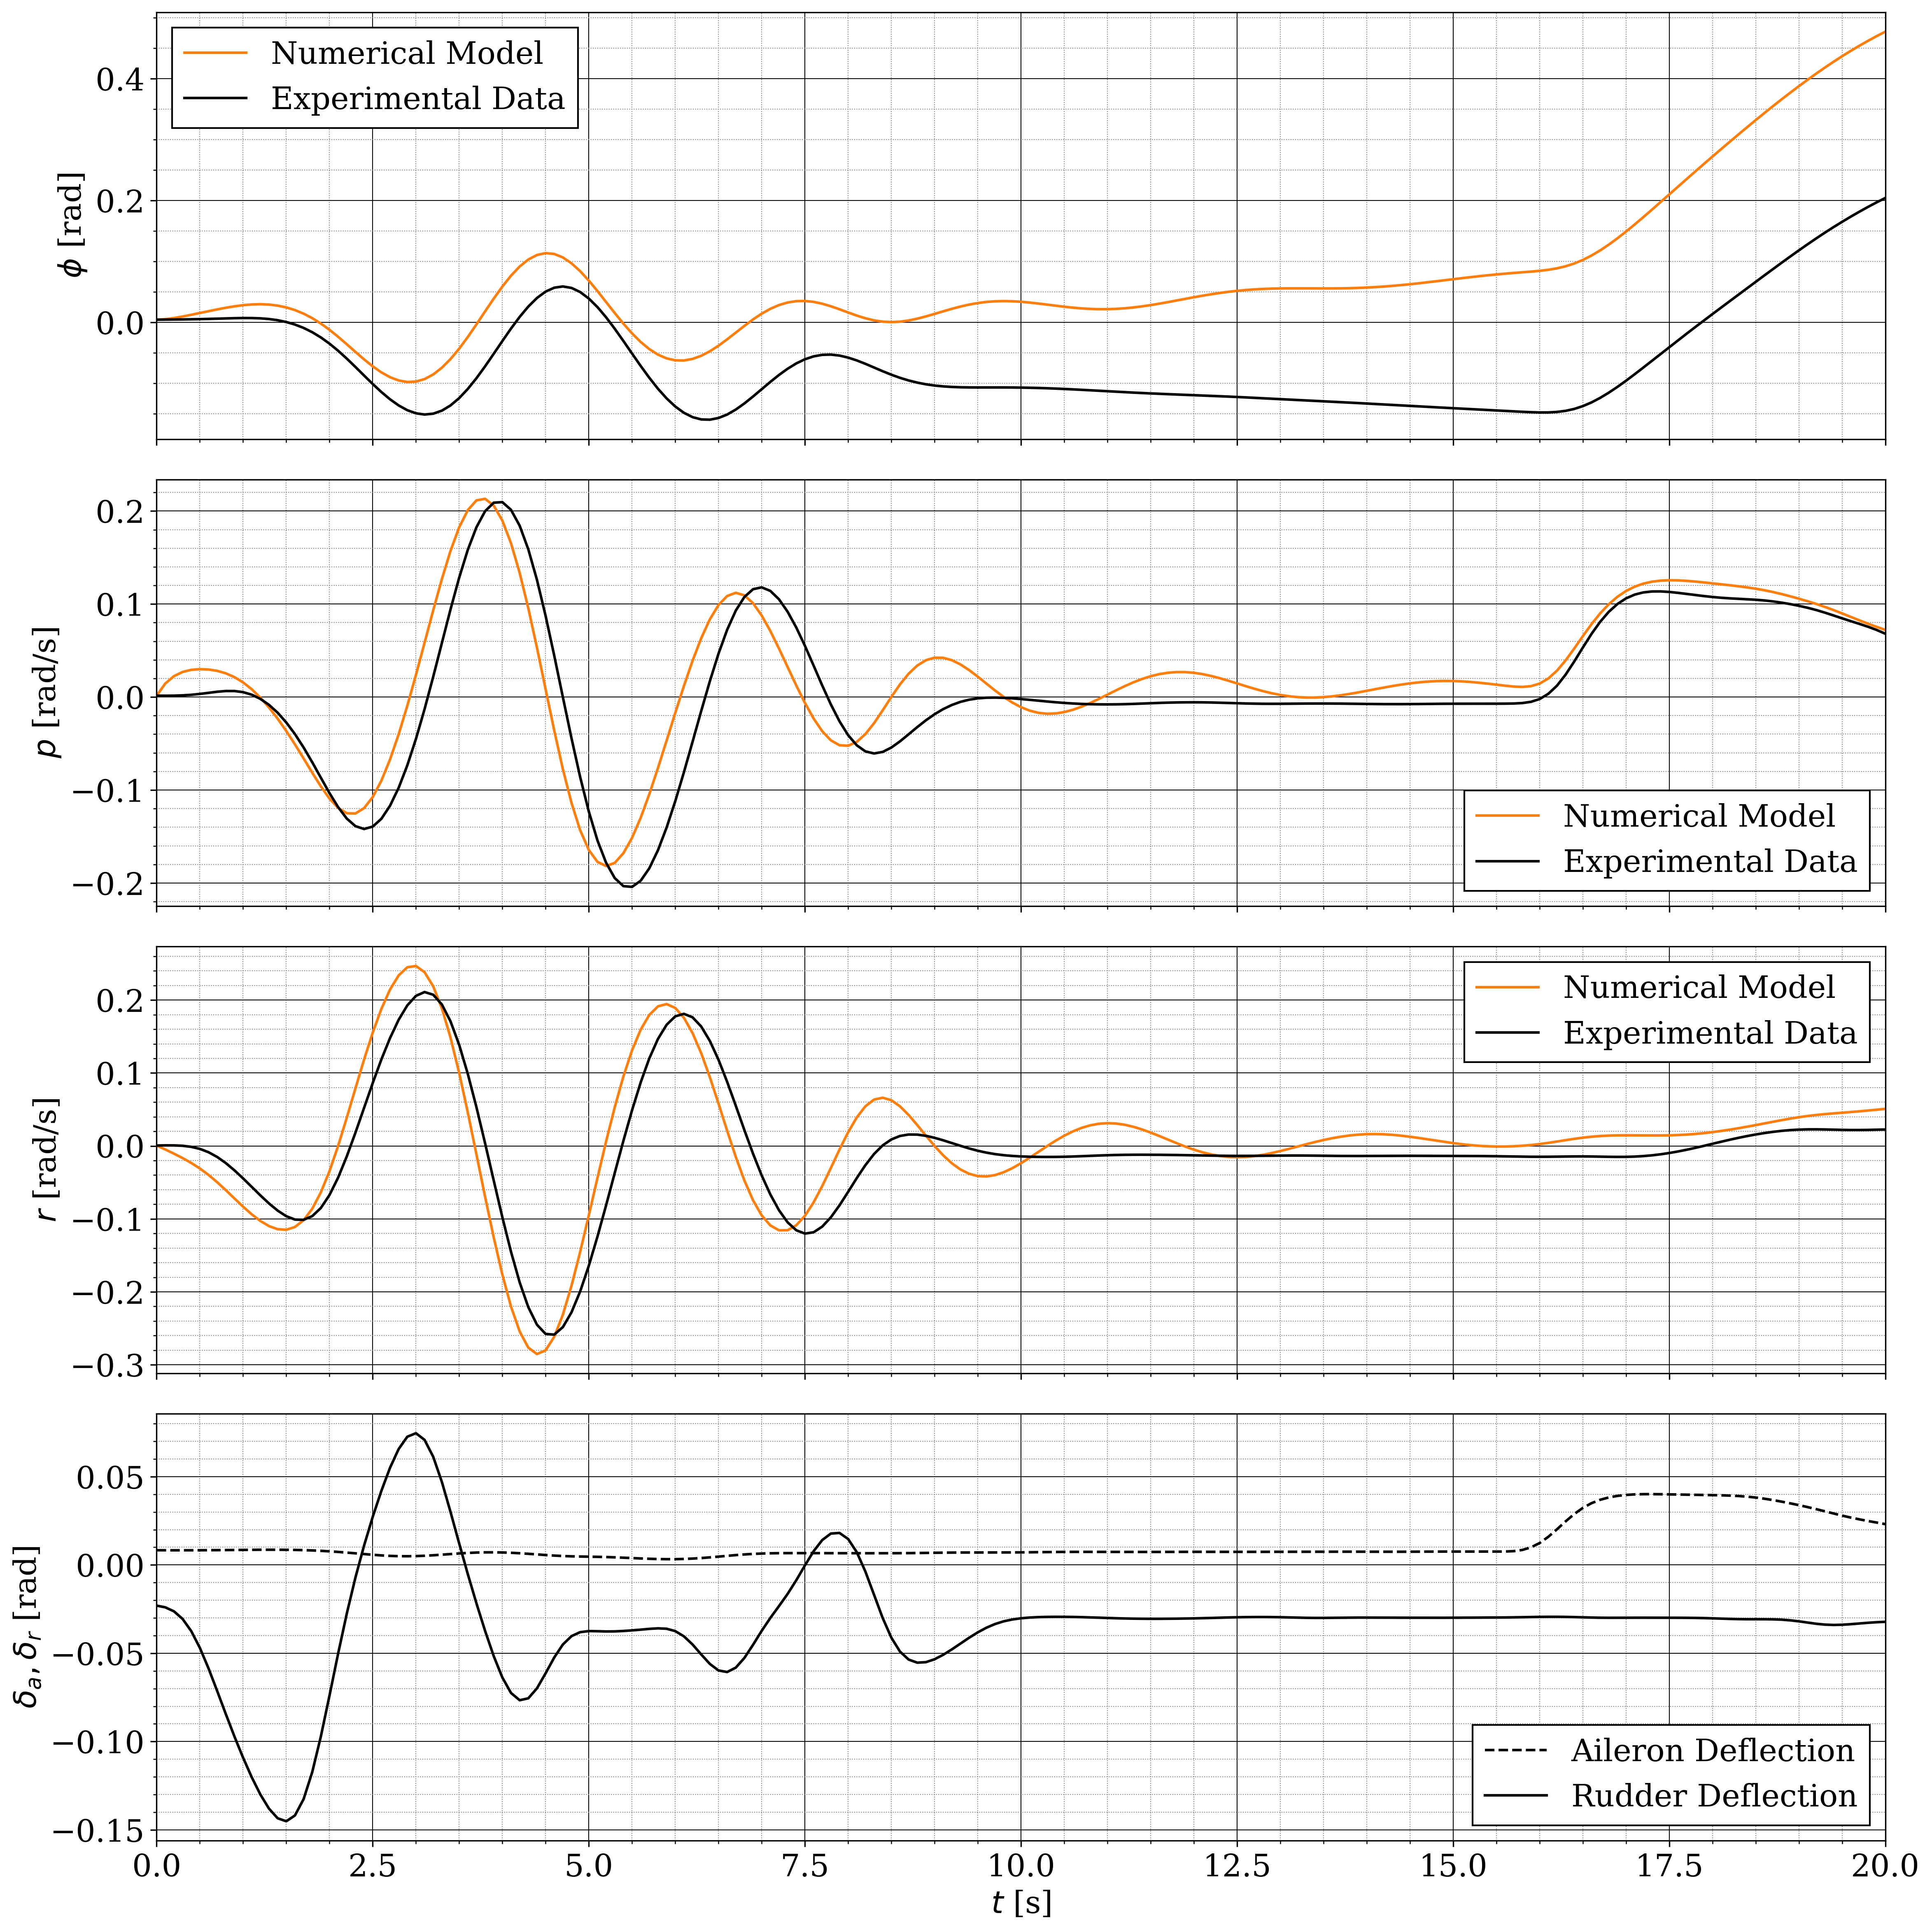 Numerical Model
Experimental Data
0.4
0.2
0.0
ϕ [rad]
0.2
0.1
0.0
−0.1
−0.2
p [rad/s]
Numerical Model
Experimental Data
Numerical Model
Experimental Data
0.2
0.1
0.0
−0.1
−0.2
−0.3
r [rad/s]
0.05
0.00
−0.05
−0.10
−0.15
δa, δr [rad]
Aileron Deflection
Rudder Deflection
0.0 2.5 5.0 7.5 10.0 12.5 15.0 17.5 20.0
t [s]